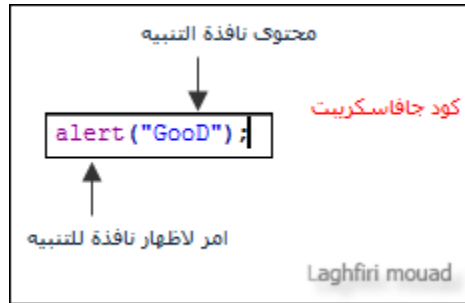 محتوى نافذة التنبيه
كود جافاسكريبت
alert("GooD");
امر لاظهار نافذة للتنبيه
Laghfiri mouad